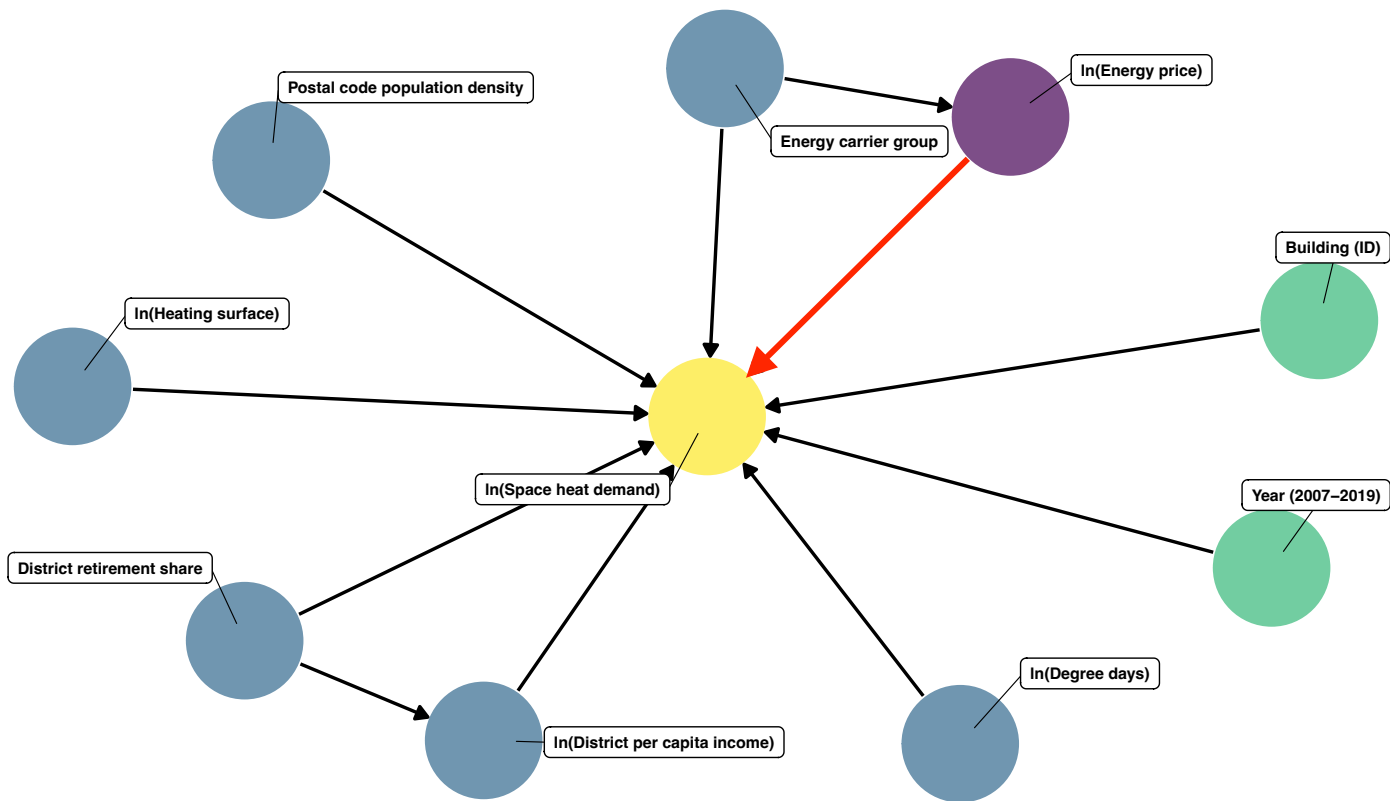 ln(Energy price)
Postal code population density
Energy carrier group
Building (ID)
ln(Heating surface)
ln(Space heat demand)
Year (2007–2019)
District retirement share
ln(Degree days)
ln(District per capita income)